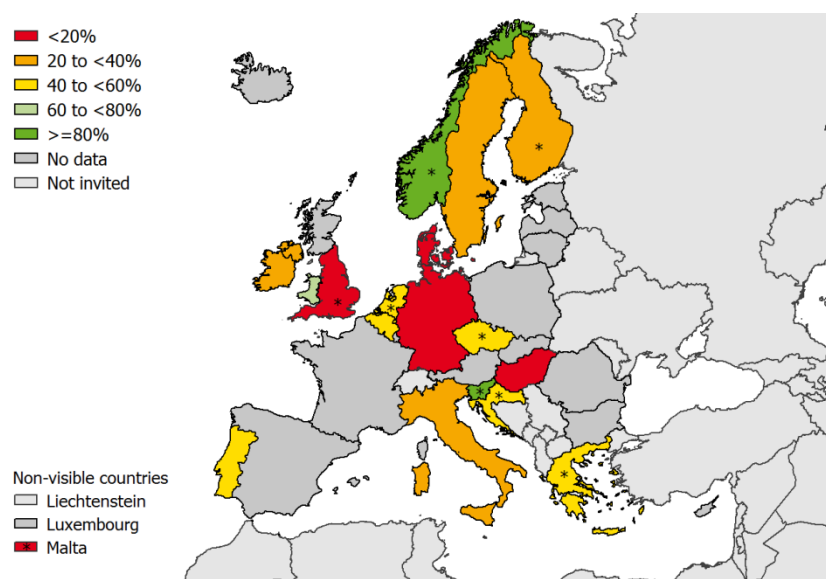 <20%
20 to <40%
40 to <60%
60 to <80%
>=80%
No data
Not invited
*
*
*
*
*
*
*
*
Non-visible countries
Liechtenstein
Luxembourg
* Malta